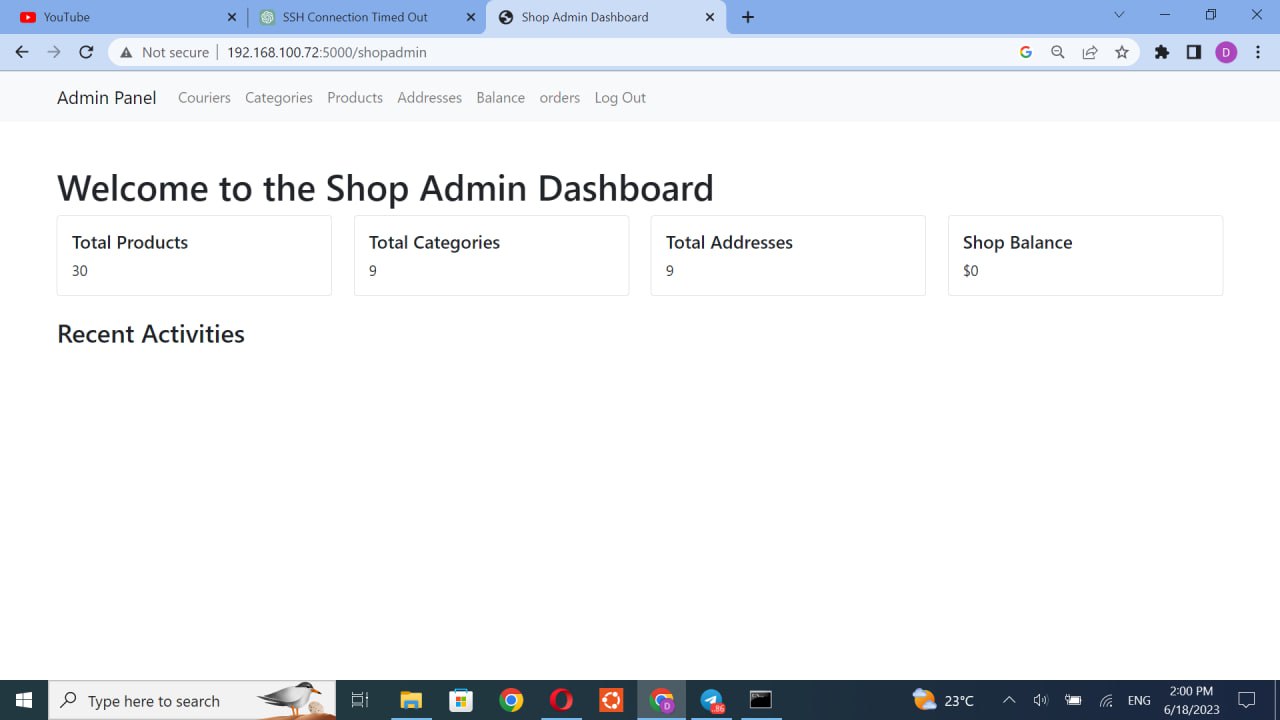 YouTube
SSH Connection Timed Out
Shop Admin Dashboard
Not secure
192.168.100.72:5000/shopadmin
D
Admin Panel Couriers Categories Products Addresses Balance orders Log Out
Welcome to the Shop Admin Dashboard
Total Products
30
Total Categories
9
Total Addresses
9
Shop Balance
$0
Recent Activities
Type here to search
D
.86
23°C
ENG
2:00 PM
6/18/2023